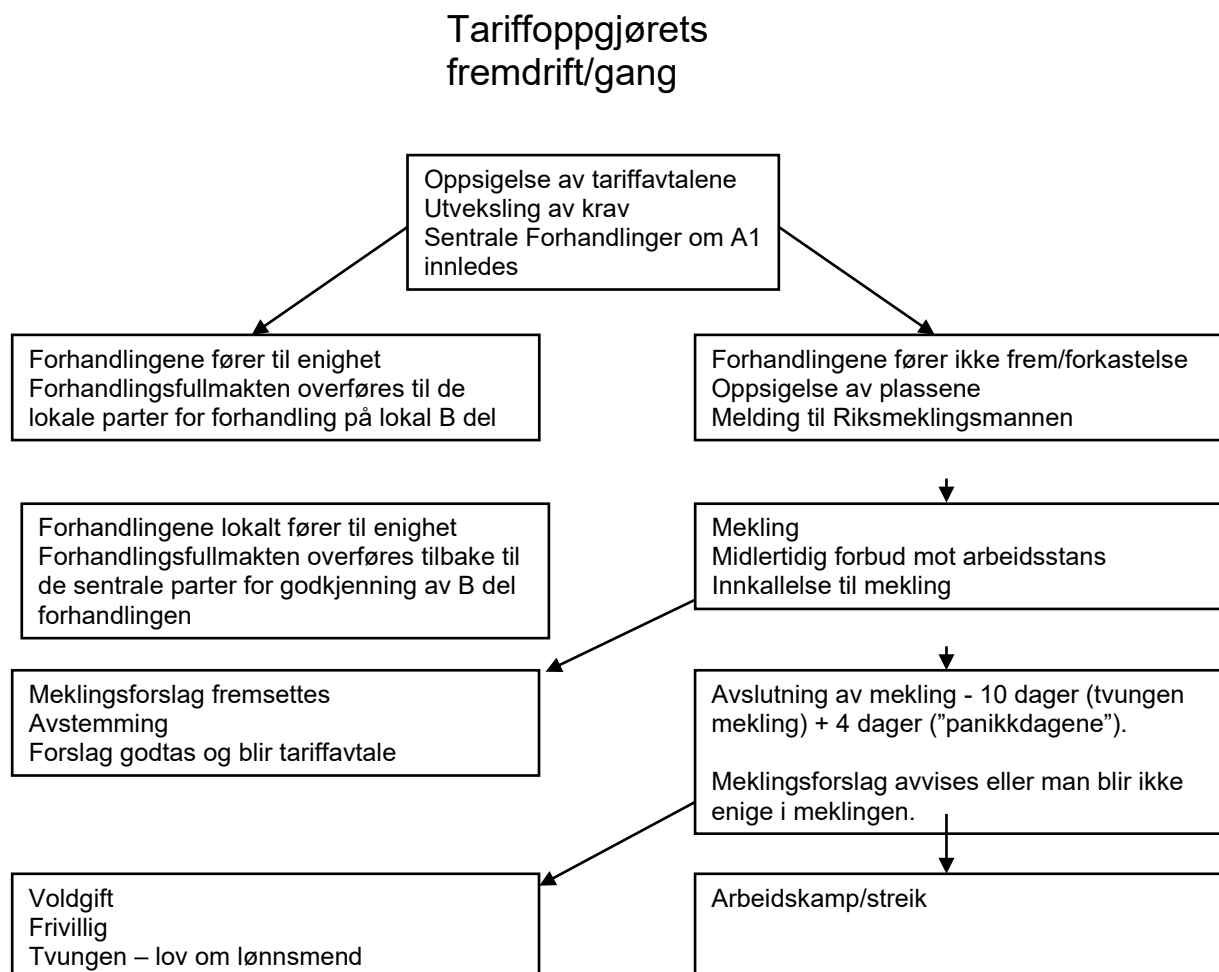 Tariffoppgjørets
fremdrift/gang
Oppsigelse av tariffavtalene
Utveksling av krav
Sentrale Forhandlinger om A1
innledes
Forhandlingene fører til enighet
Forhandlingsfullmakten overføres til de
lokale parter for forhandling på lokal B del
Forhandlingene fører ikke frem/forkastelse
Oppsigelse av plassene
Melding til Riksmeklingsmannen
Forhandlingene lokalt fører til enighet
Forhandlingsfullmakten overføres tilbake til
de sentrale parter for godkjenning av B del
forhandlingen
Mekling
Midlertidig forbud mot arbeidsstans
Innkallelse til mekling
Meklingsforslag fremsettes
Avstemming
Forslag godtas og blir tariffavtale
Avslutning av mekling - 10 dager (tvungen
mekling) + 4 dager (”panikkdagene”).
Meklingsforslag avvises eller man blir ikke
enige i meklingen.
Voldgift
Frivillig
Tvungen – lov om lønnsmend
Arbeidskamp/streik